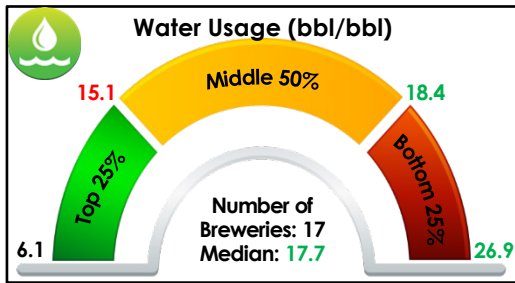 Water Usage (bbl/bbl)
Middle 50%
15.1
18.4
Top 25%
Bottom 25%
Number of
Breweries: 17
Median: 17.7
6.1
26.9